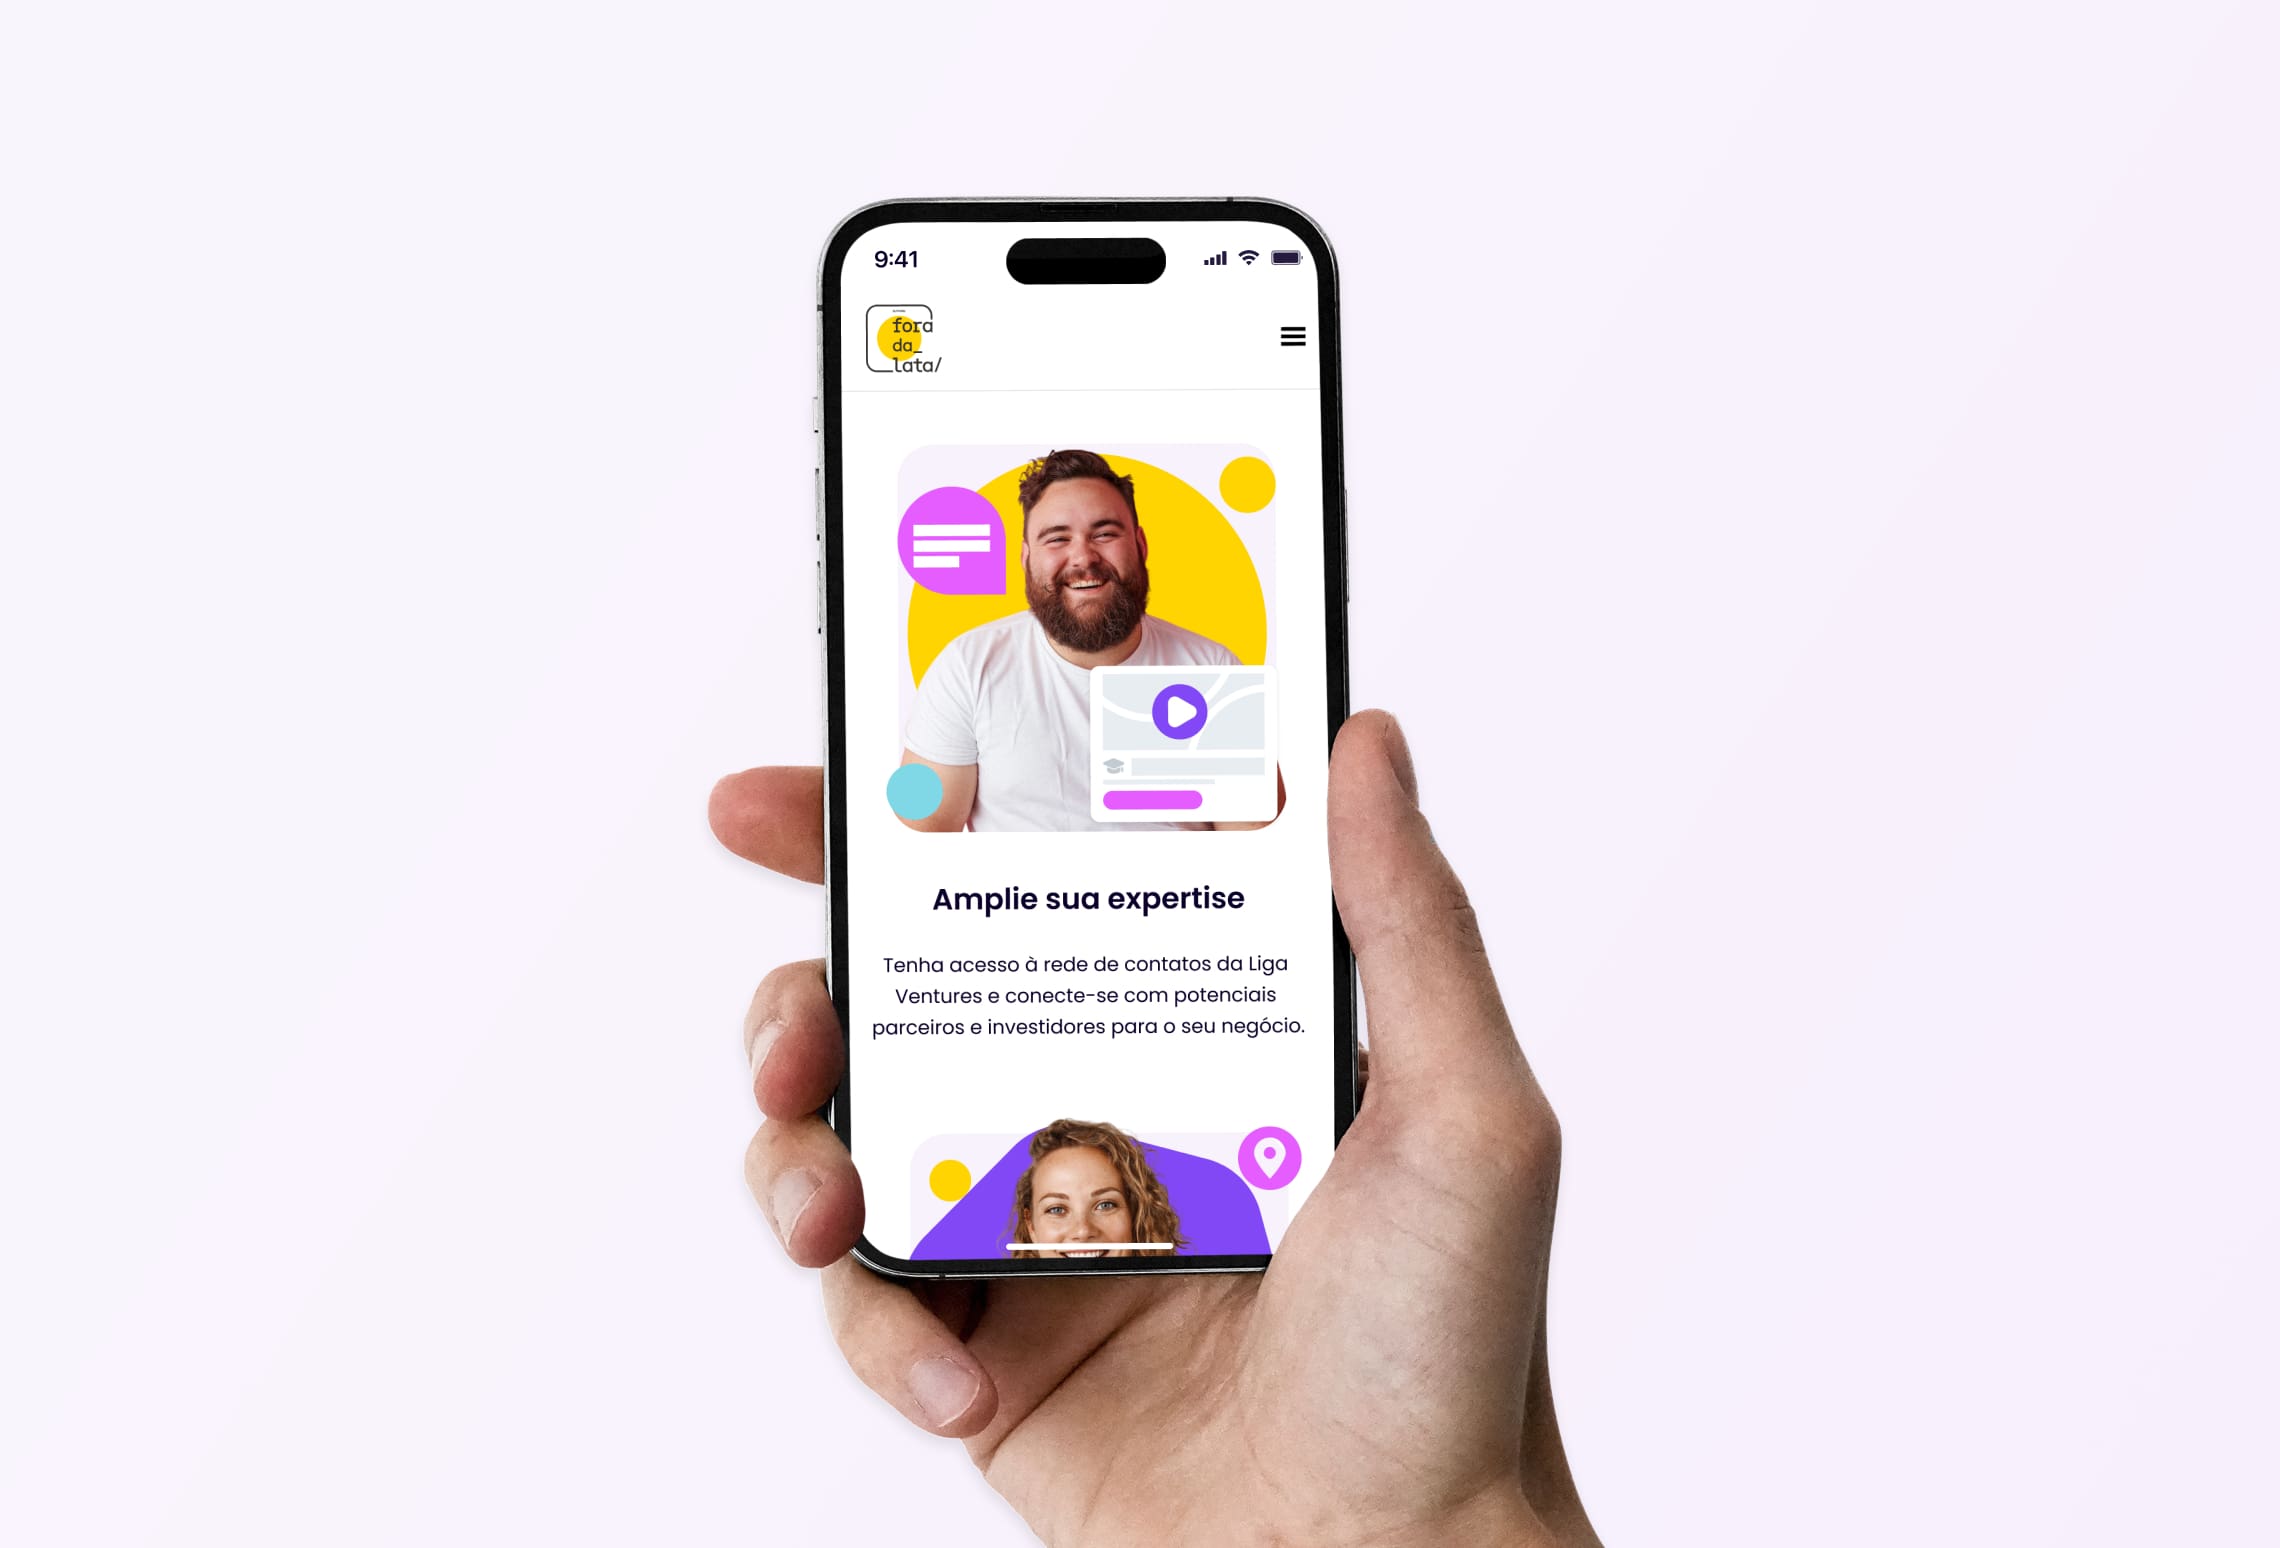 9:41
fora
da_
lata/
Amplie sua expertise
Tenha acesso à rede de contatos da Liga
Ventures e conecte-se com potenciais
parceiros e investidores para o seu negócio.